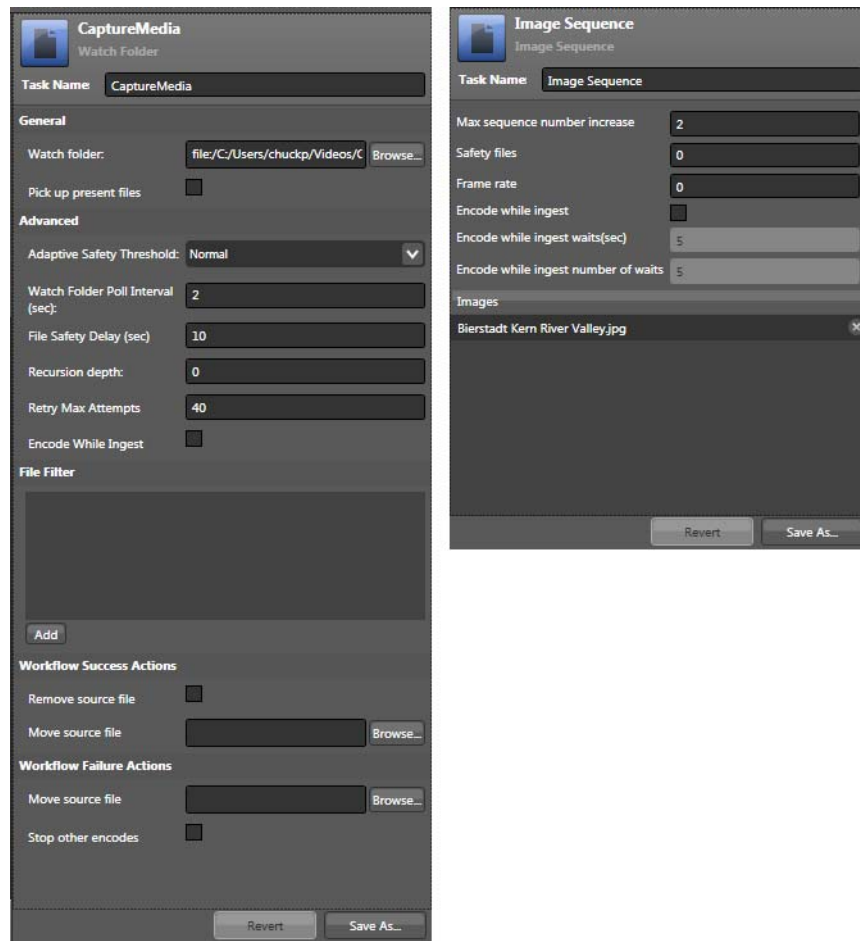 CaptureMedia
Watch Folder
Task Name CaptureMedia
General
Watch folder: file:/C:/Users/chuckp/Videos/C Browse...
Pick up present files
Advanced
Adaptive Safety Threshold: Normal
Watch Folder Poll Interval
(sec): 2
File Safety Delay (sec) 10
Recursion depth: 0
Retry Max Attempts 40
Encode While Ingest
File Filter
Add
Workflow Success Actions
Remove source file
Move source file Browse...
Workflow Failure Actions
Move source file Browse...
Stop other encodes
Revert Save As...
Image Sequence
Image Sequence
Task Name Image Sequence
Max sequence number increase 2
Safety files 0
Frame rate 0
Encode while ingest
Encode while ingest waits(sec) 5
Encode while ingest number of waits 5
Images
Bierstadt Kern River Valley.jpg
Revert Save As...